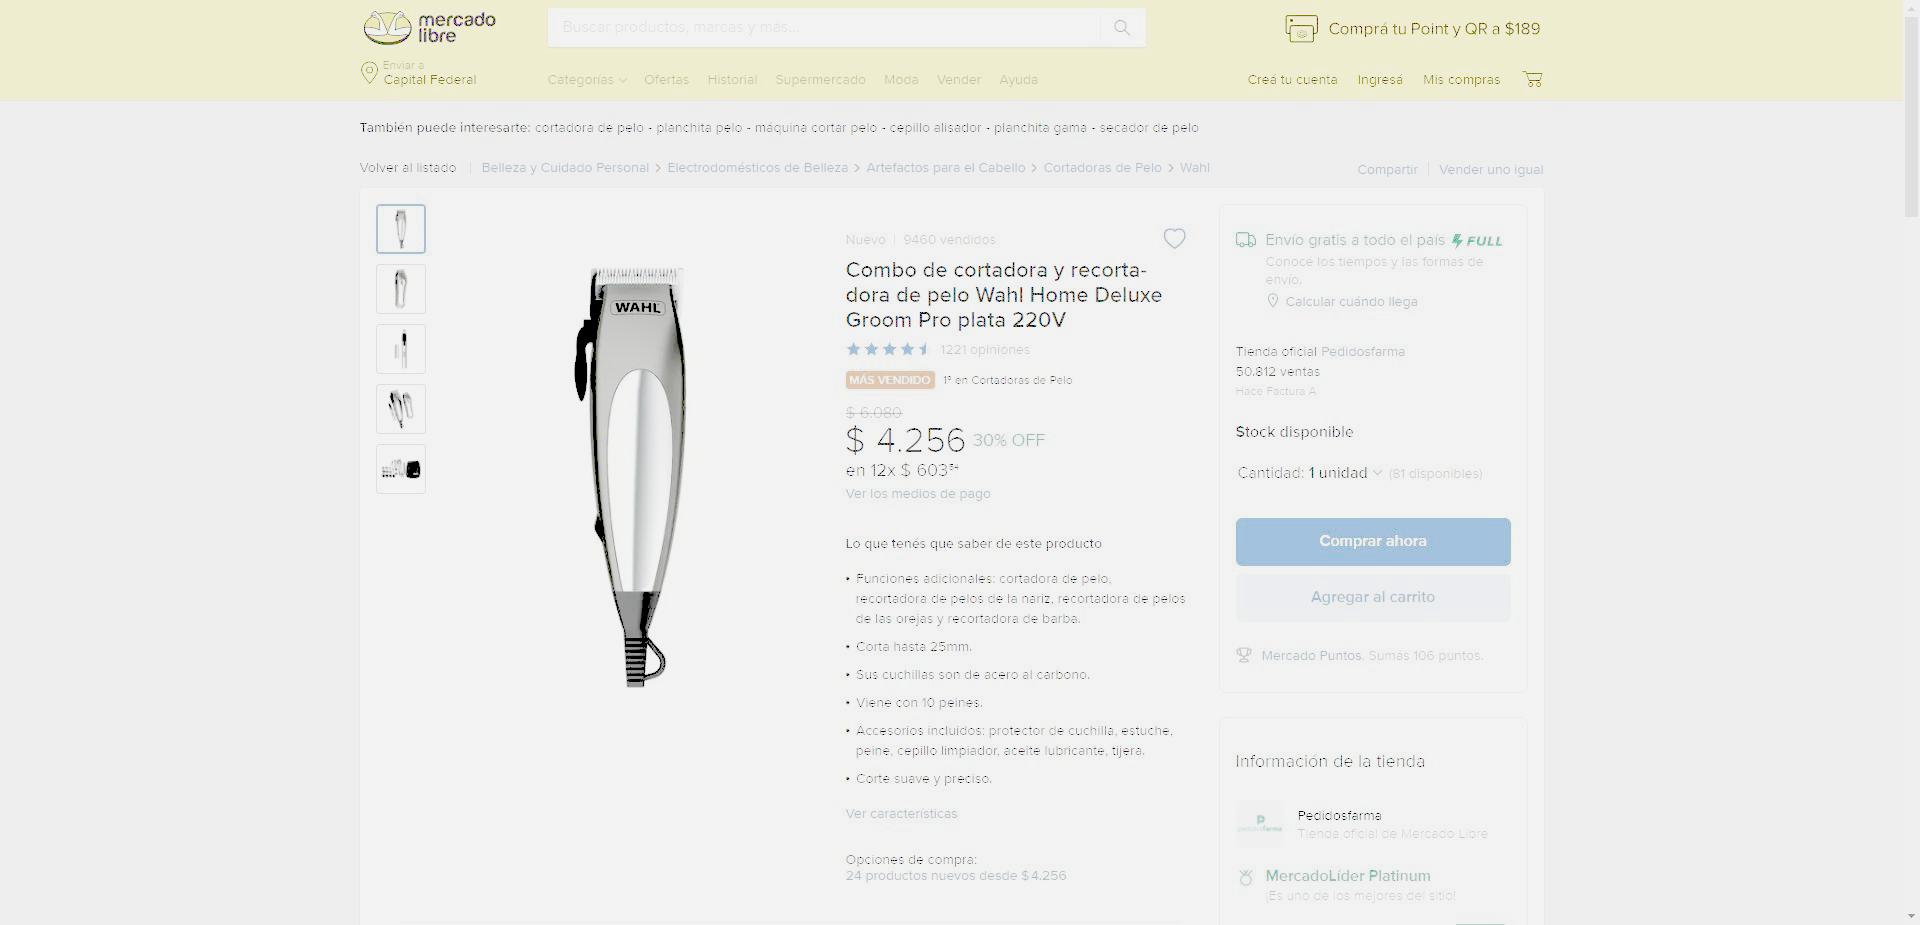 mercado
libre
Buscar productos, marcas y más...
Comprá tu Point y QR a $189
Enviar a
Capital Federal
Categorías
Ofertas
Historial
Supermercado
Moda
Vender
Ayuda
Creá tu cuenta
Ingresá
Mis compras
También puede interesarte: cortadora de pelo - planchita pelo - máquina cortar pelo - cepillo alisador - planchita gama - secador de pelo
Volver al listado
Belleza y Cuidado Personal > Electrodomésticos de Belleza > Artefactos para el Cabello > Cortadoras de Pelo > Wahl
Compartir
Vender uno igual
WAHL
Nuevo | 9460 vendidos
Combo de cortadora y recorta-
dora de pelo Wahl Home Deluxe
Groom Pro plata 220V
1221 opiniones
MÁS VENDIDO 1º en Cortadoras de Pelo
$ 6.080
$ 4.256 30% OFF
en 12x $ 603³⁴
Ver los medios de pago
Lo que tenés que saber de este producto
• Funciones adicionales: cortadora de pelo,
recortadora de pelos de la nariz, recortadora de pelos
de las orejas y recortadora de barba.
• Corta hasta 25mm.
• Sus cuchillas son de acero al carbono.
• Viene con 10 peines.
• Accesorios incluidos: protector de cuchilla, estuche,
peine, cepillo limpiador, aceite lubricante, tijera.
• Corte suave y preciso.
Ver características
Opciones de compra:
24 productos nuevos desde $ 4.256
Envío gratis a todo el país FULL
Conocé los tiempos y las formas de
envío.
Calcular cuándo llega
Tienda oficial Pedidosfarma
50.812 ventas
Hace Factura A
Stock disponible
Cantidad: 1 unidad (81 disponibles)
Comprar ahora
Agregar al carrito
Mercado Puntos. Sumás 106 puntos.
Información de la tienda
pedidosfarma
Pedidosfarma
Tienda oficial de Mercado Libre
MercadoLíder Platinum
¡Es uno de los mejores del sitio!